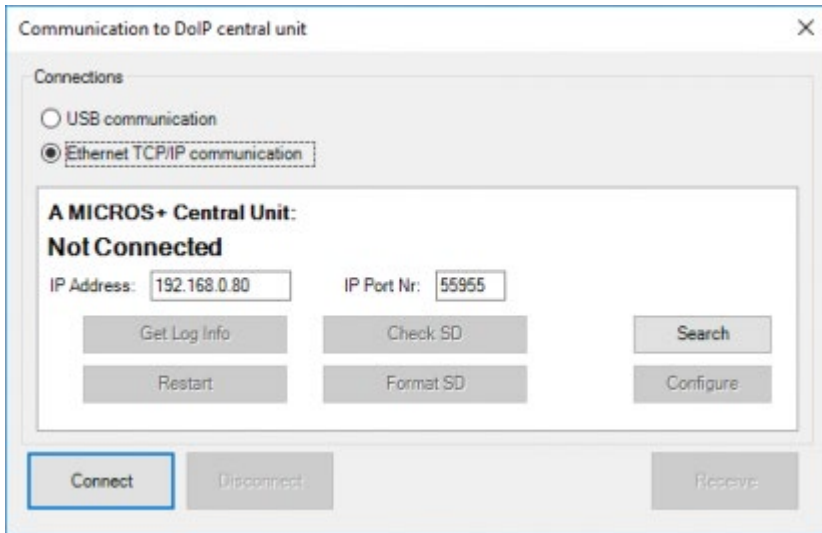 Communication to DoIP central unit
Connections
USB communication
Ethernet TCP/IP communication
A MICROS+ Central Unit:
Not Connected
IP Address: 192.168.0.80 IP Port Nr: 55955
Get Log Info Check SD Search
Restart Format SD Configure
Connect Disconnect Receive